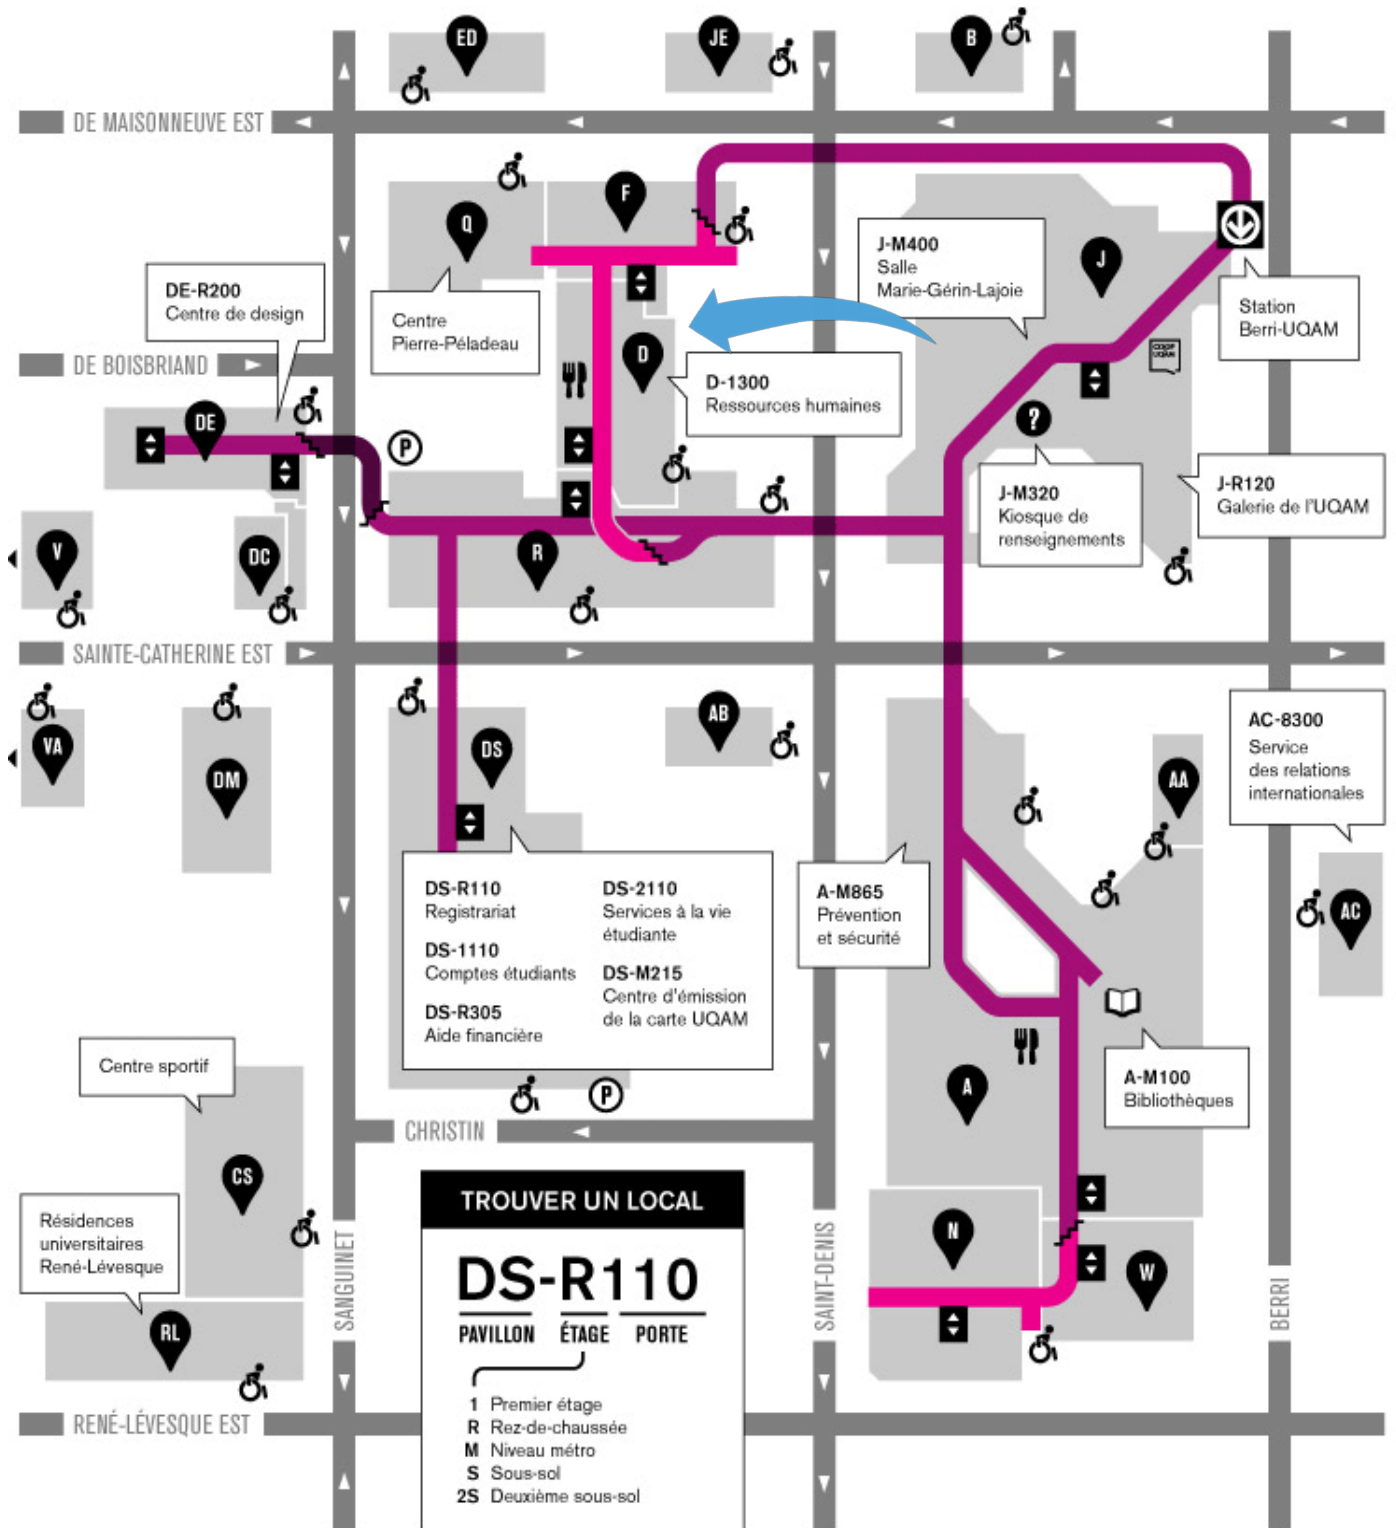 ED
JE
B
DE MAISONNEUVE EST
F
Q
J-M400
Salle
Marie-Gérin-Lajoie
J
DE-R200
Centre de design
Centre
Pierre-Péladeau
Station
Berri-UQAM
DE BOISBRIAND
D
COOP
UQAM
D-1300
Ressources humaines
DE
P
?
J-M320
Kiosque de
renseignements
J-R120
Galerie de l'UQAM
V
DC
R
SAINTE-CATHERINE EST
VA
DM
DS
AB
AA
AC-8300
Service
des relations
internationales
DS-R110
Registrariat
DS-1110
Comptes étudiants
DS-R305
Aide financière
DS-2110
Services à la vie
étudiante
DS-M215
Centre d'émission
de la carte UQAM
A-M865
Prévention
et sécurité
AC
Centre sportif
P
A
A-M100
Bibliothèques
CHRISTIN
CS
TROUVER UN LOCAL
Résidences
universitaires
René-Lévesque
SANGUINET
DS-R110
PAVILLON ÉTAGE PORTE
SAINT-DENIS
N
W
BERRI
RL
1 Premier étage
R Rez-de-chaussée
M Niveau métro
S Sous-sol
2S Deuxième sous-sol
RENÉ-LÉVESQUE EST